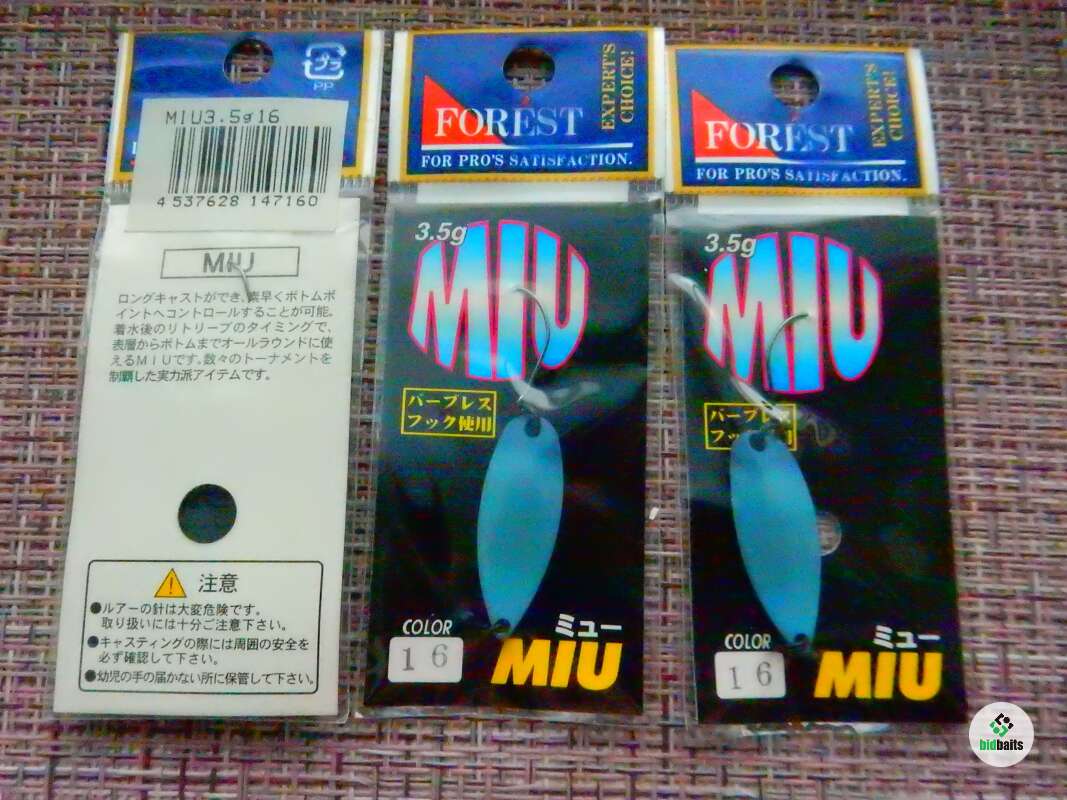 プラ
PP
MIU3.5g16
4 537628 147160
MIU
ロングキャストができ、素早くボトムポ
イントへコントロールすることが可能。
着水後のリトリーブのタイミングで、
表層からボトムまでオールラウンドに使
えるMIUです。数々のトーナメントを
制覇した実力派アイテムです。
注意
●ルアーの針は大変危険です。
取り扱いには十分ご注意下さい。
●キャスティングの際には周囲の安全を
必ず確認して下さい。
●幼児の手の届かない所に保管して下さい。
FOREST
EXPERT'S
CHOICE!
FOR PRO'S SATISFACTION.
3.5g
MIU
バーブレス
フック使用
COLOR
16
ミュー
MIU
FOREST
EXPERT'S
CHOICE!
FOR PRO'S SATISFACTION.
3.5g
MIU
バーブレス
COLOR
16
ミュー
MIU
bidbaits